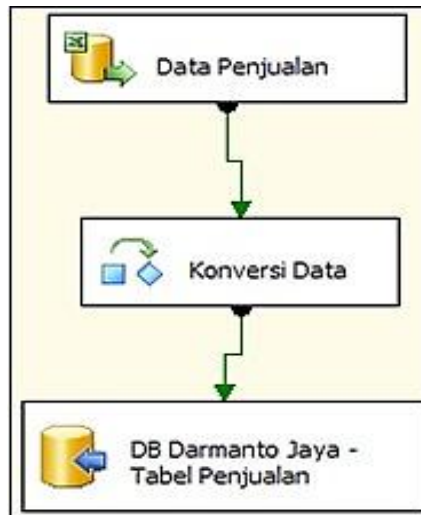 Data Penjualan
Konversi Data
DB Darmanto Jaya -
Tabel Penjualan